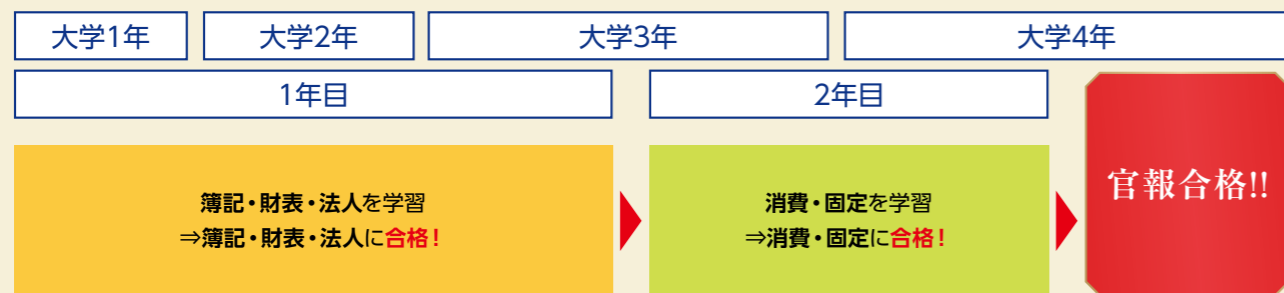 大学1年
大学2年
大学3年
大学4年
1年目
2年目
簿記・財表・法人を学習
⇒簿記・財表・法人に合格！
消費・固定を学習
⇒消費・固定に合格！
官報合格!!